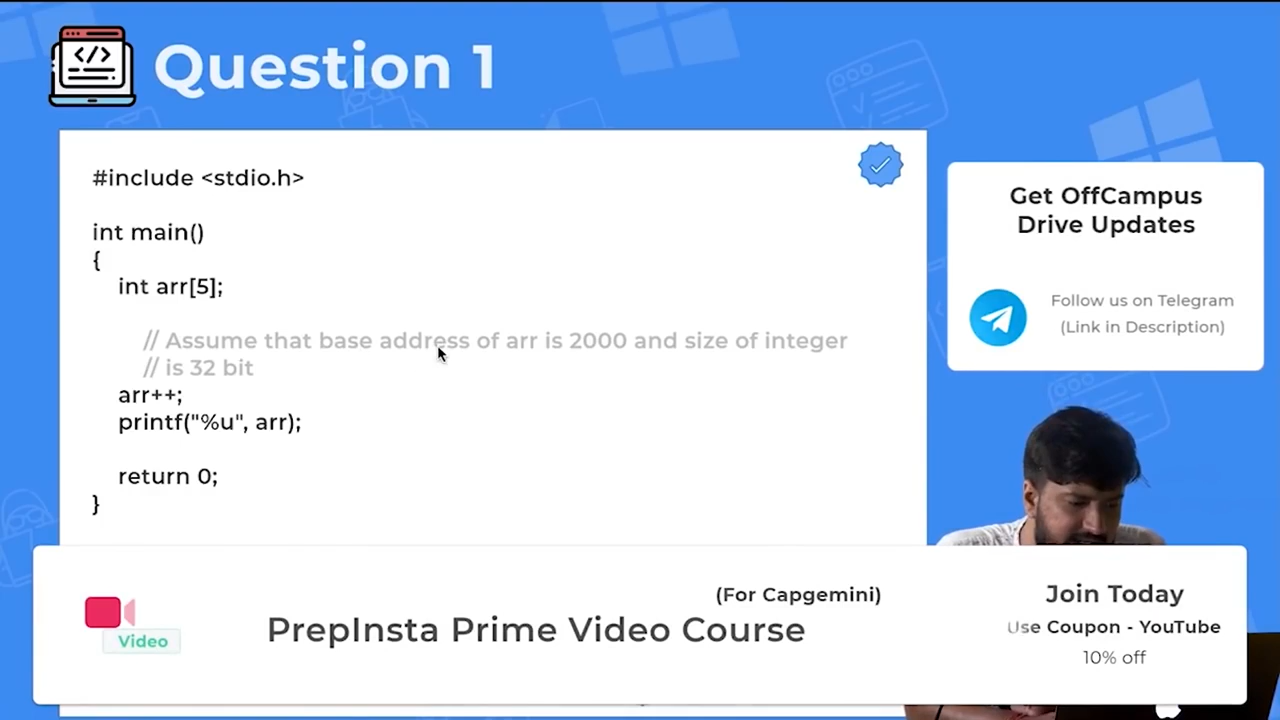 </>
Question 1
#include <stdio.h>
int main()
{
int arr[5];
// Assume that base address of arr is 2000 and size of integer
// is 32 bit
arr++;
printf("%u", arr);
return 0;
}
Get OffCampus
Drive Updates
Follow us on Telegram
(Link in Description)
Video
(For Capgemini)
PrepInsta Prime Video Course
Join Today
Use Coupon - YouTube
10% off